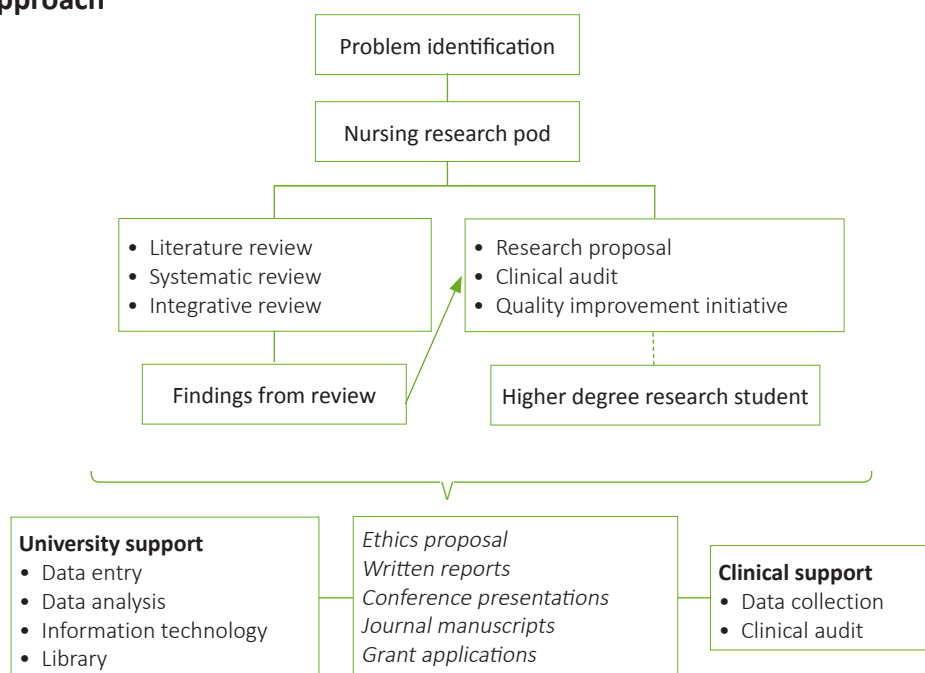 Problem identification
Nursing research pod
• Literature review
• Systematic review
• Integrative review
• Research proposal
• Clinical audit
• Quality improvement initiative
Findings from review
Higher degree research student
University support
• Data entry
• Data analysis
• Information technology
• Library
Ethics proposal
Written reports
Conference presentations
Journal manuscripts
Grant applications
Clinical support
• Data collection
• Clinical audit